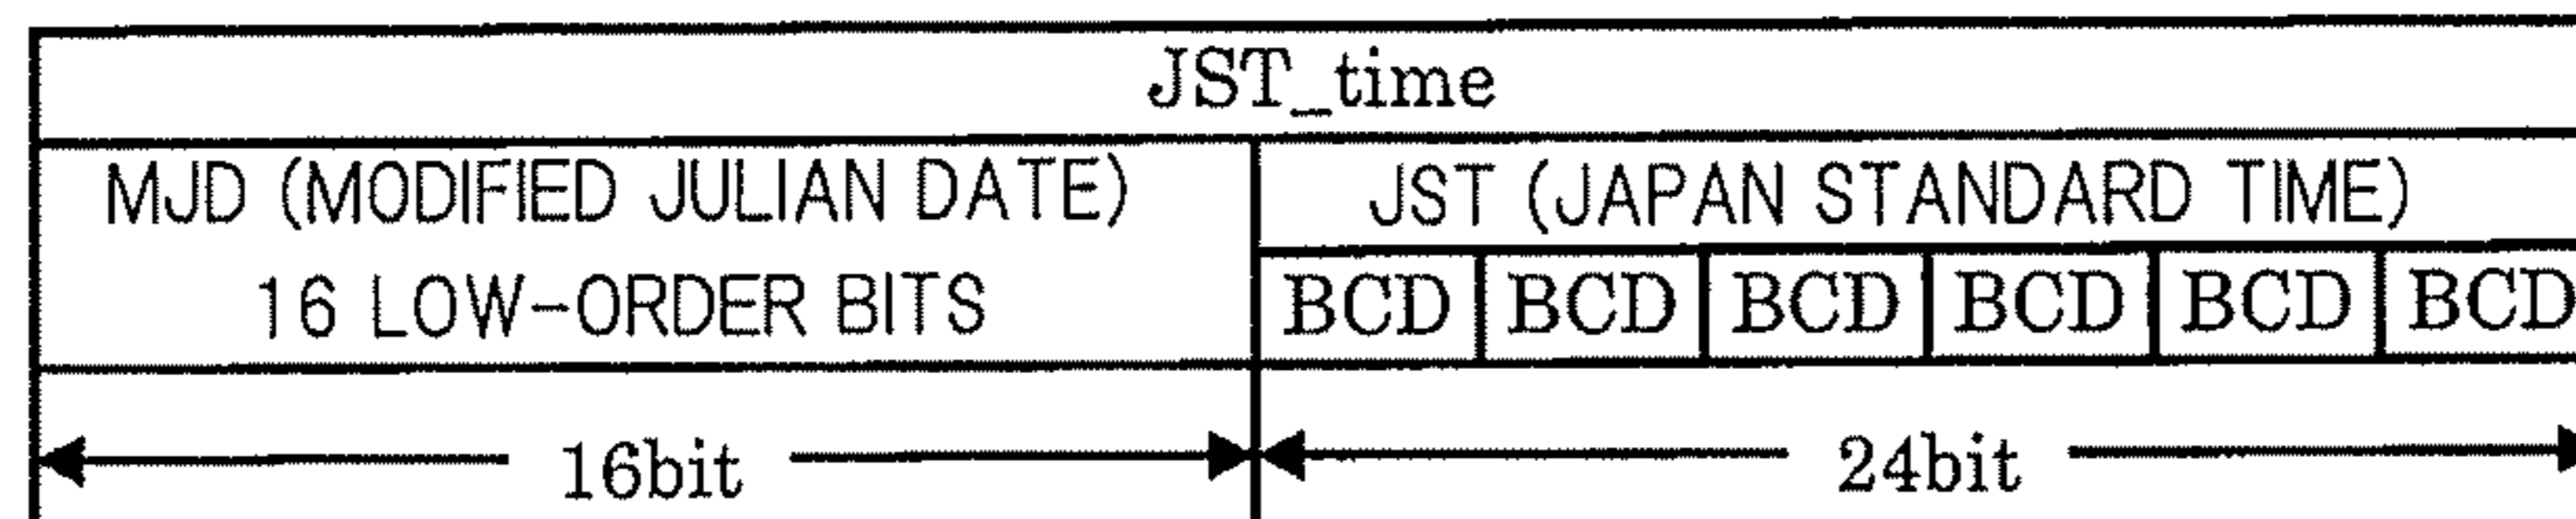 JST_time
MJD (MODIFIED JULIAN DATE)
16 LOW-ORDER BITS
JST (JAPAN STANDARD TIME)
BCD BCD BCD BCD BCD BCD
16bit
24bit